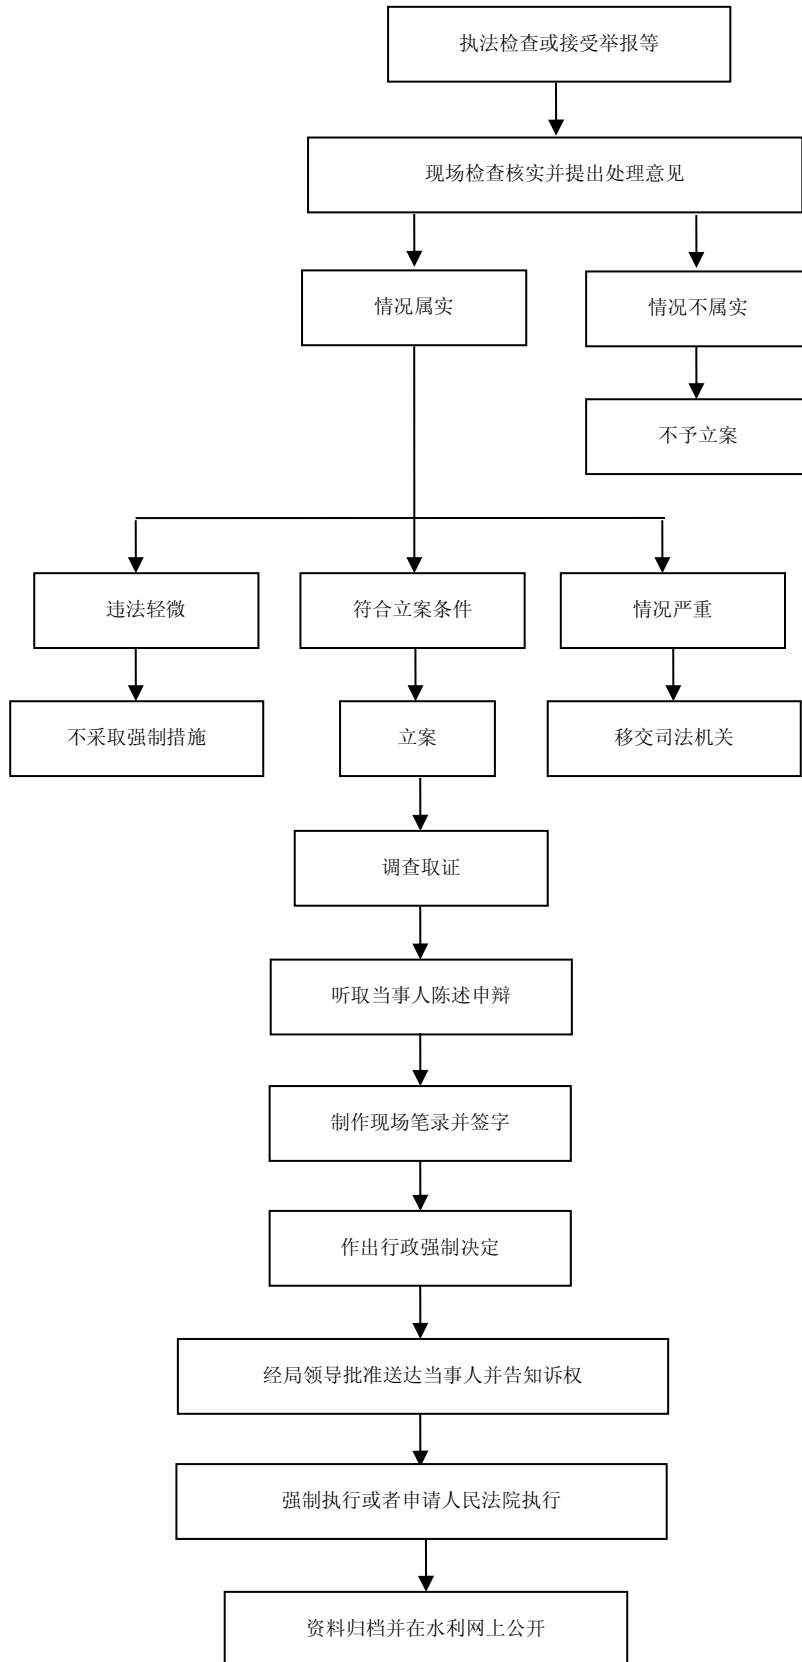 执法检查或接受举报等
现场检查核实并提出处理意见
情况属实
情况不属实
不予立案
违法轻微
符合立案条件
情况严重
不采取强制措施
立案
移交司法机关
调查取证
听取当事人陈述申辩
制作现场笔录并签字
作出行政强制决定
经局领导批准送达当事人并告知诉权
强制执行或者申请人民法院执行
资料归档并在水利网上公开